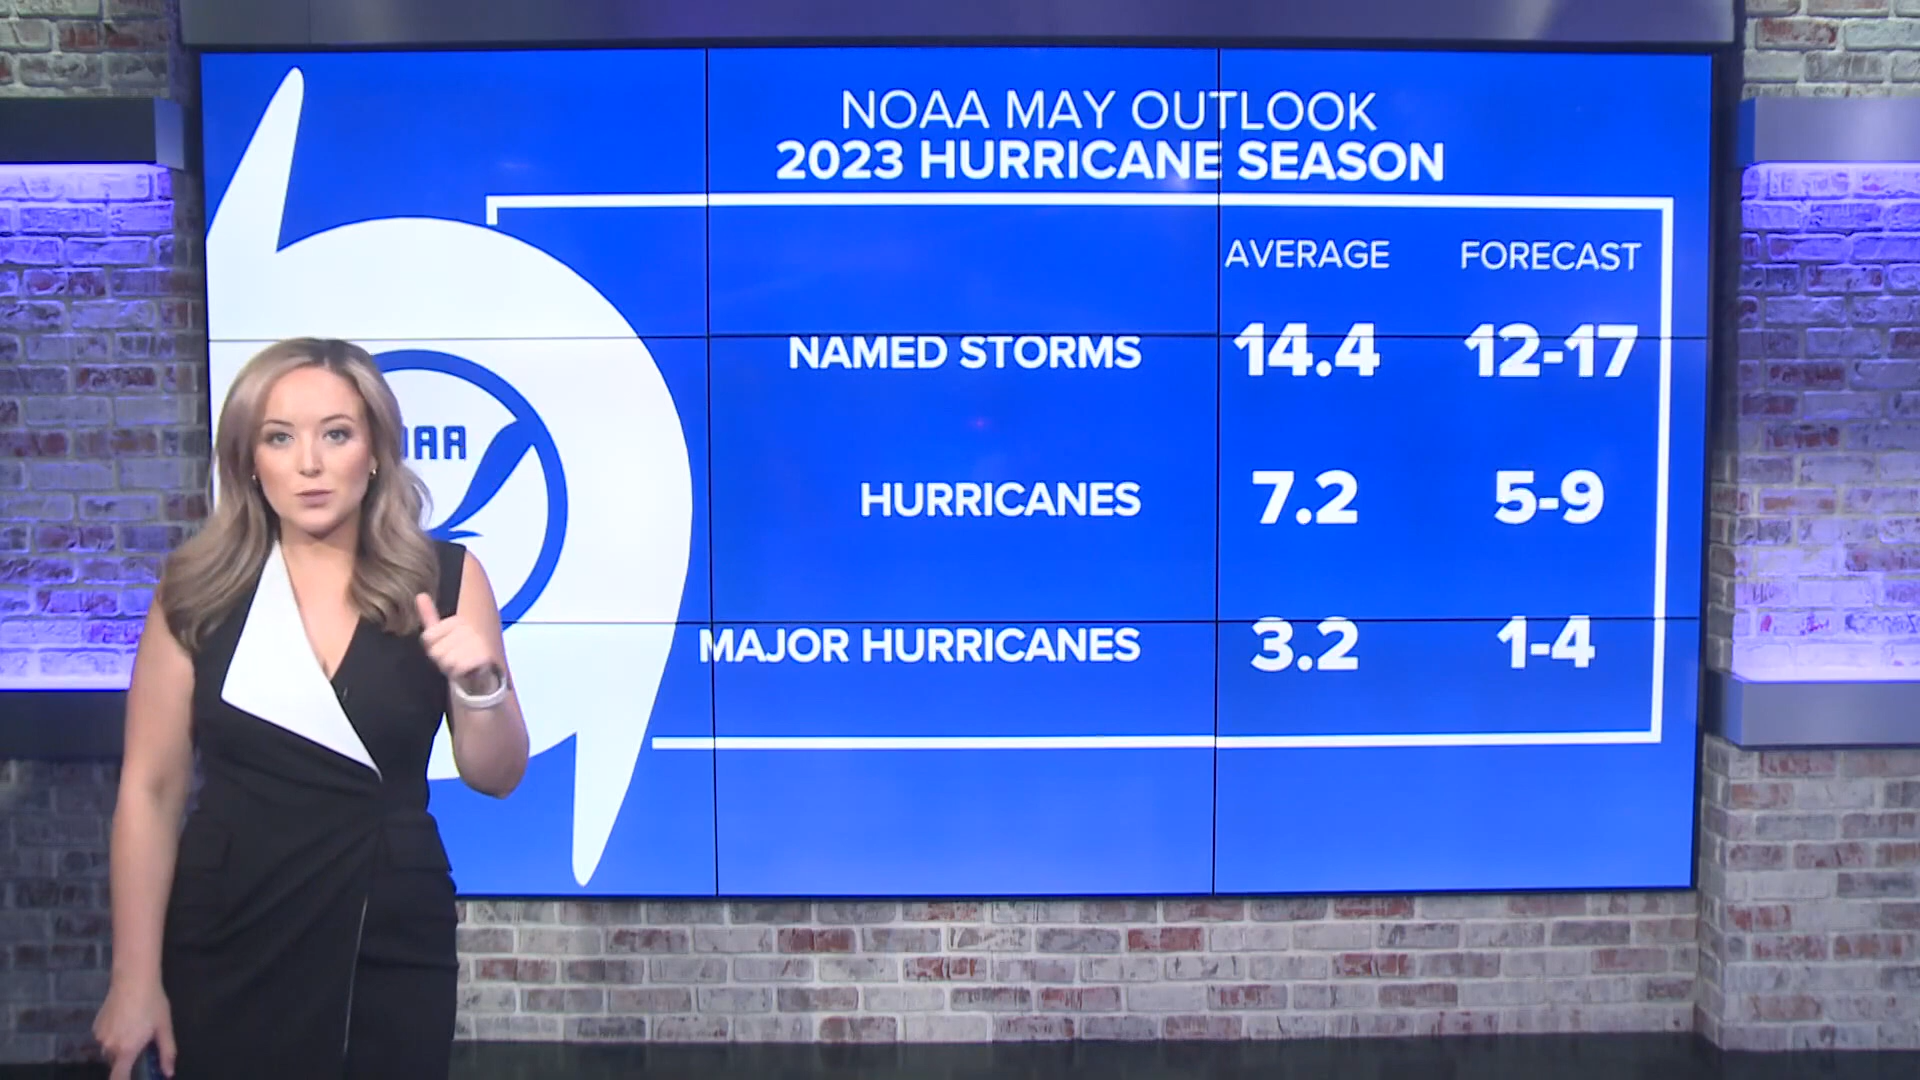 NOAA MAY OUTLOOK
2023 HURRICANE SEASON
AVERAGE FORECAST
NAMED STORMS 14.4 12-17
HURRICANES 7.2 5-9
MAJOR HURRICANES 3.2 1-4